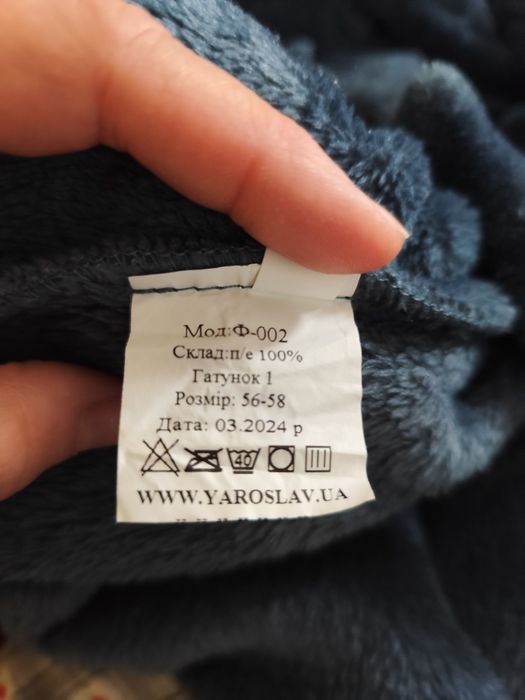 Мод:Ф-002
Склад:п/е 100%
Гатунок 1
Розмір: 56-58
Дата: 03.2024 р
40
WWW.YAROSLAV.UA